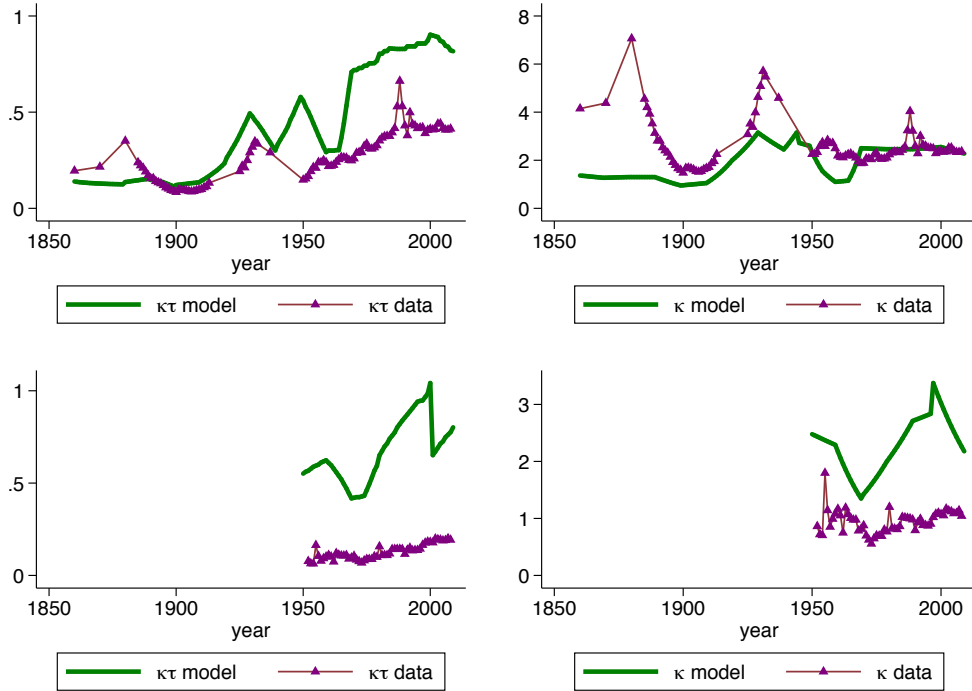 1
.5
0
1850 1900 1950 2000
year
κτ model κτ data
8
6
4
2
0
1850 1900 1950 2000
year
κ model κ data
1
.5
0
1850 1900 1950 2000
year
κτ model κτ data
3
2
1
0
1850 1900 1950 2000
year
κ model κ data